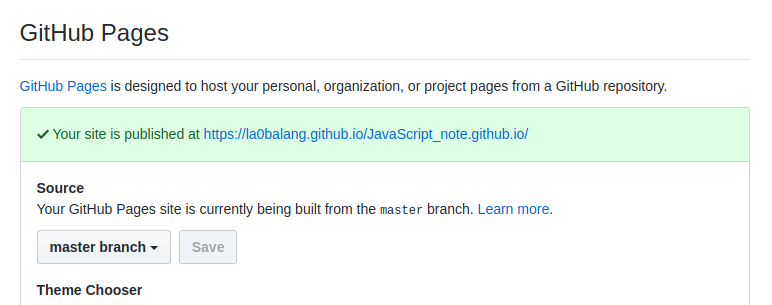 GitHub Pages
GitHub Pages is designed to host your personal, organization, or project pages from a GitHub repository.
Your site is published at https://la0balang.github.io/JavaScript_note.github.io/
Source
Your GitHub Pages site is currently being built from the master branch. Learn more.
master branch Save
Theme Chooser